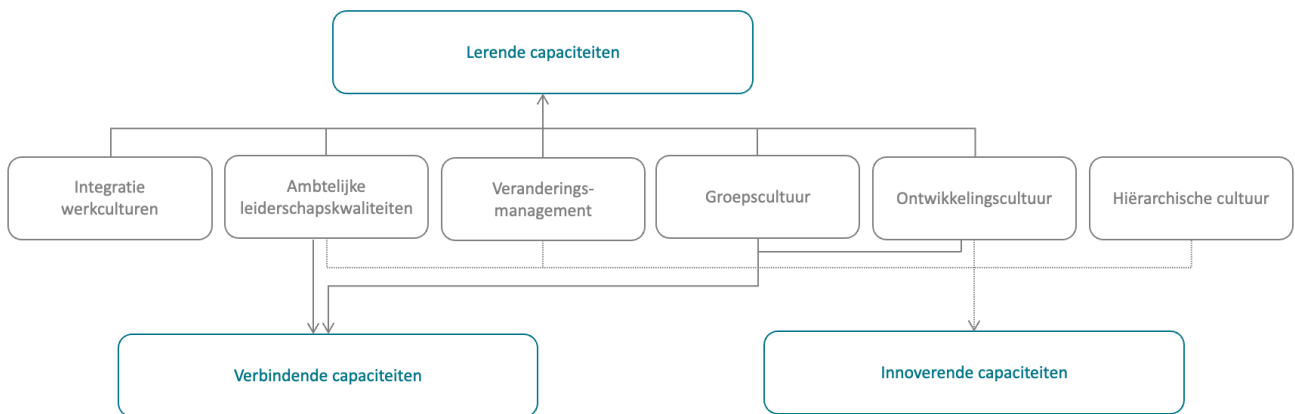 Lerende capaciteiten
Integratie
werkculturen
Ambtelijke
leiderschapskwaliteiten
Veranderings-
management
Groepscultuur
Ontwikkelingscultuur
Hiërarchische cultuur
Verbindende capaciteiten
Innoverende capaciteiten